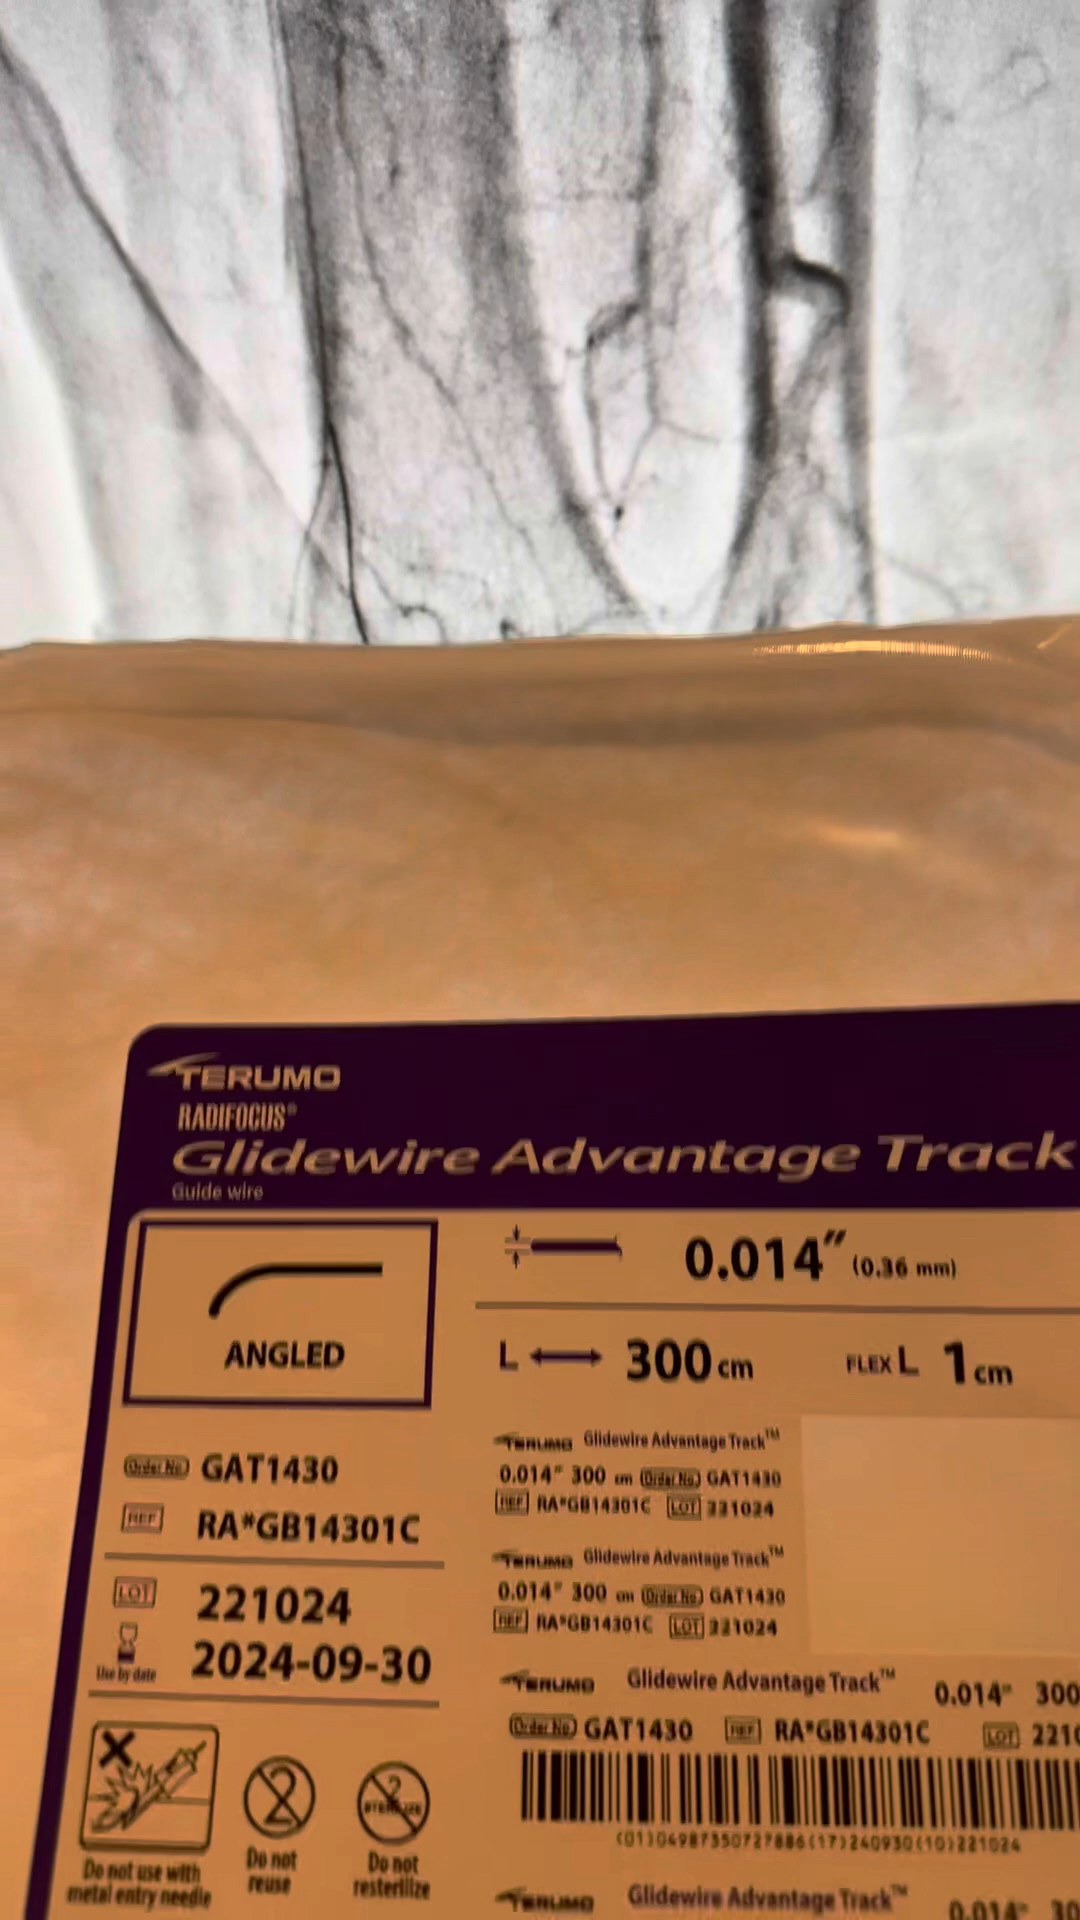 TERUMO
RADIFOCUS®
Glidewire Advantage Track
Guide wire
0.014" (0.36 mm)
ANGLED
L 300 cm FLEX L 1 cm
Order No. GAT1430
REF RA*GB14301C
LOT 221024
Use by date 2024-09-30
TERUMO Glidewire Advantage Track™
0.014" 300 cm Order No. GAT1430
REF RA*GB14301C LOT 221024
TERUMO Glidewire Advantage Track™
0.014" 300 cm Order No. GAT1430
REF RA*GB14301C LOT 221024
TERUMO Glidewire Advantage Track™ 0.014" 300
Order No. GAT1430 REF RA*GB14301C LOT 221
(01)04987350727886(17)240930(10)221024
2
2
STERILIZE
Do not use with
metal entry needle
Do not
reuse
Do not
resterilize
TERUMO Glidewire Advantage Track™ 0.014" 30